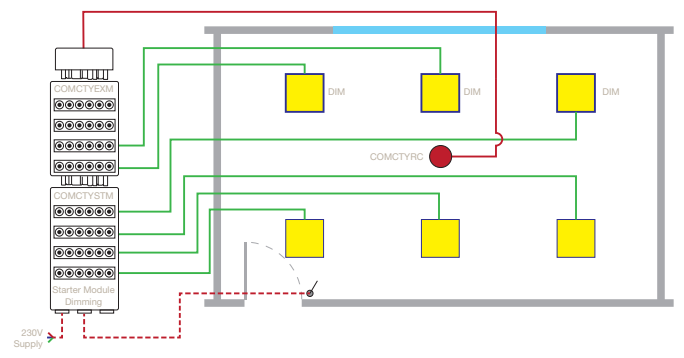 COMCTYEXM
DIM
DIM
DIM
COMCTYRC
COMCTYSTM
Starter Module
Dimming
230V
Supply